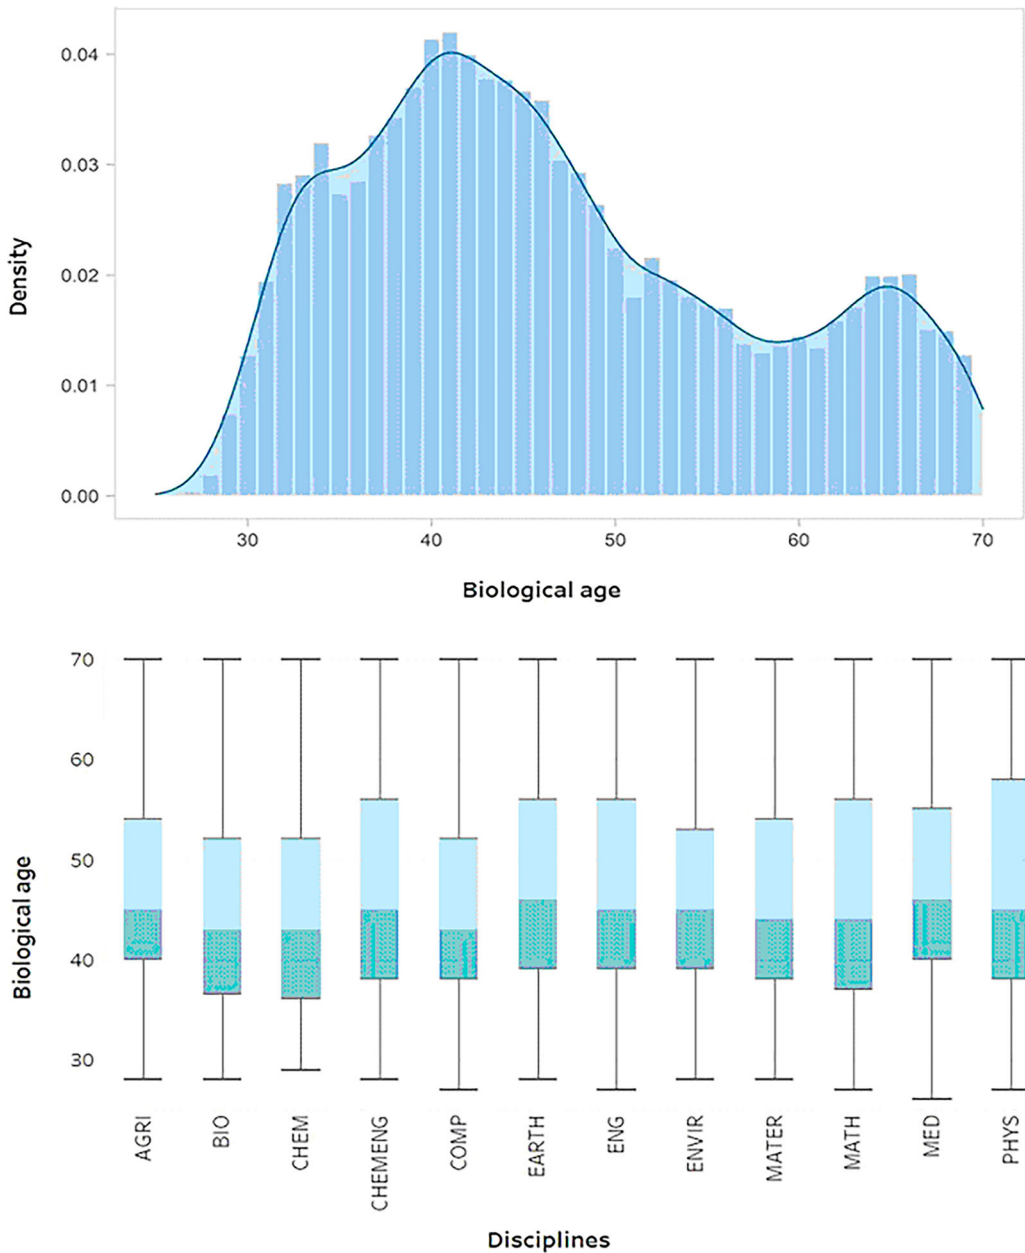 0.04
0.03
0.02
0.01
0.00
Density
30 40 50 60 70
Biological age
70
60
50
40
30
Biological age
AGRI BIO CHEM CHEMENG COMP EARTH ENG ENVIR MATER MATH MED PHYS
Disciplines